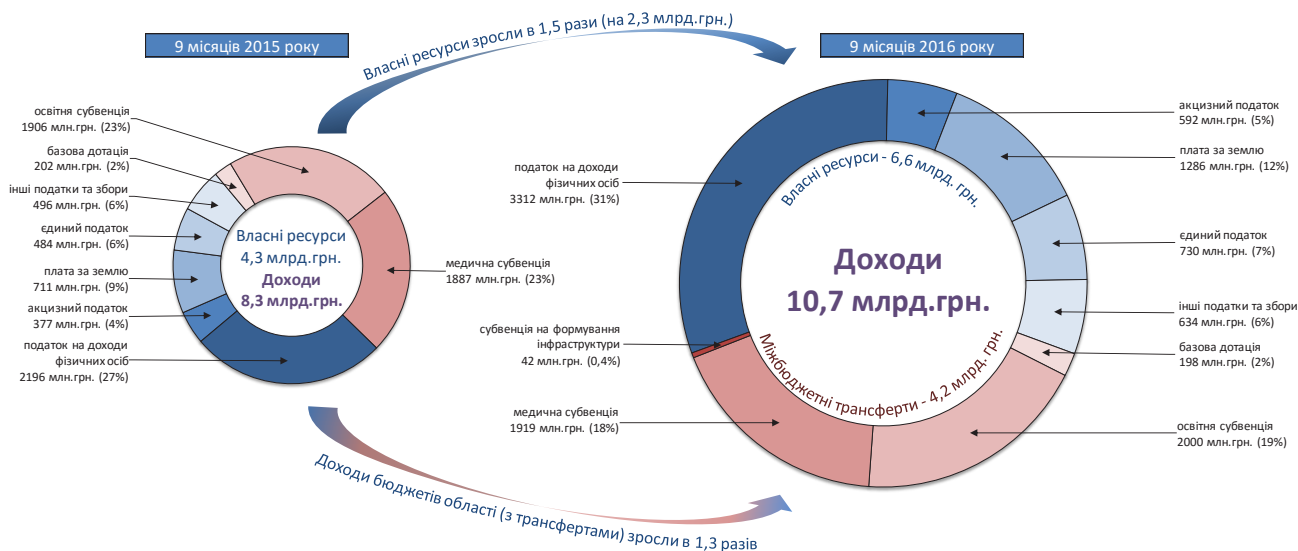 Власні ресурси зросли в 1,5 рази (на 2,3 млрд.грн.)
9 місяців 2015 року
9 місяців 2016 року
освітня субвенція
1906 млн.грн. (23%)
базова дотація
202 млн.грн. (2%)
інші податки та збори
496 млн.грн. (6%)
єдиний податок
484 млн.грн. (6%)
плата за землю
711 млн.грн. (9%)
акцизний податок
377 млн.грн. (4%)
податок на доходи
фізичних осіб
2196 млн.грн. (27%)
Власні ресурси
4,3 млрд.грн.
Доходи
8,3 млрд.грн.
медична субвенція
1887 млн.грн. (23%)
податок на доходи
фізичних осіб
3312 млн.грн. (31%)
субвенція на формування
інфраструктури
42 млн.грн. (0,4%)
медична субвенція
1919 млн.грн. (18%)
Власні ресурси - 6,6 млрд. грн.
Доходи
10,7 млрд.грн.
Міжбюджетні трансферти - 4,2 млрд. грн.
акцизний податок
592 млн.грн. (5%)
плата за землю
1286 млн.грн. (12%)
єдиний податок
730 млн.грн. (7%)
інші податки та збори
634 млн.грн. (6%)
базова дотація
198 млн.грн. (2%)
освітня субвенція
2000 млн.грн. (19%)
Доходи бюджетів області (з трансфертами) зросли в 1,3 разів